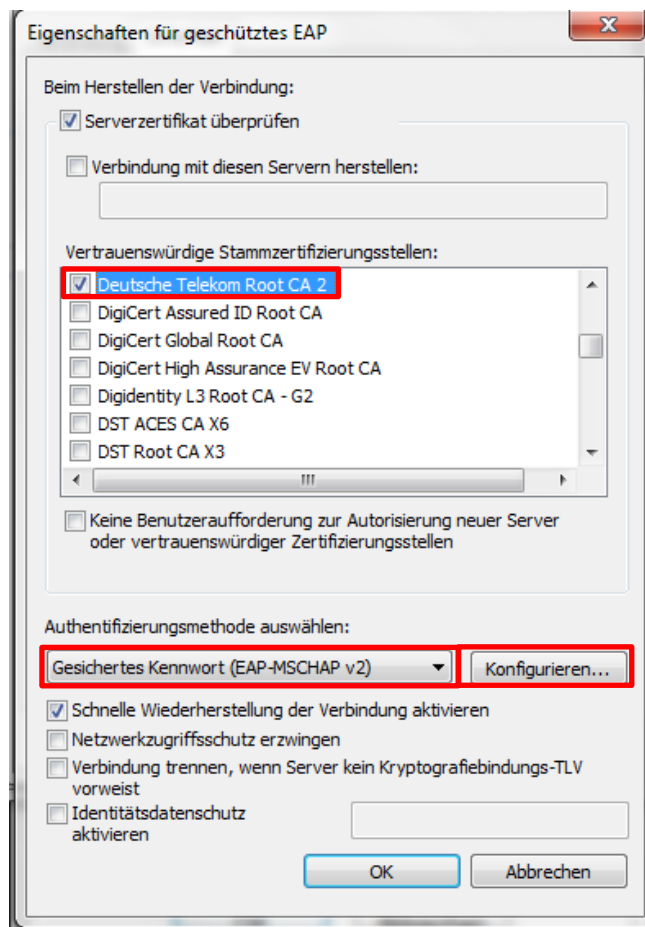 Eigenschaften für geschütztes EAP
Beim Herstellen der Verbindung:
Serverzertifikat überprüfen
Verbindung mit diesen Servern herstellen:
Vertrauenswürdige Stammzertifizierungsstellen:
Deutsche Telekom Root CA 2
DigiCert Assured ID Root CA
DigiCert Global Root CA
DigiCert High Assurance EV Root CA
Digidentity L3 Root CA - G2
DST ACES CA X6
DST Root CA X3
Keine Benutzeraufforderung zur Autorisierung neuer Server
oder vertrauenswürdiger Zertifizierungsstellen
Authentifizierungsmethode auswählen:
Gesichertes Kennwort (EAP-MSCHAP v2) Konfigurieren...
Schnelle Wiederherstellung der Verbindung aktivieren
Netzwerkzugriffsschutz erzwingen
Verbindung trennen, wenn Server kein Kryptografiebindungs-TLV
vorweist
Identitätsdatenschutz
aktivieren
OK Abbrechen